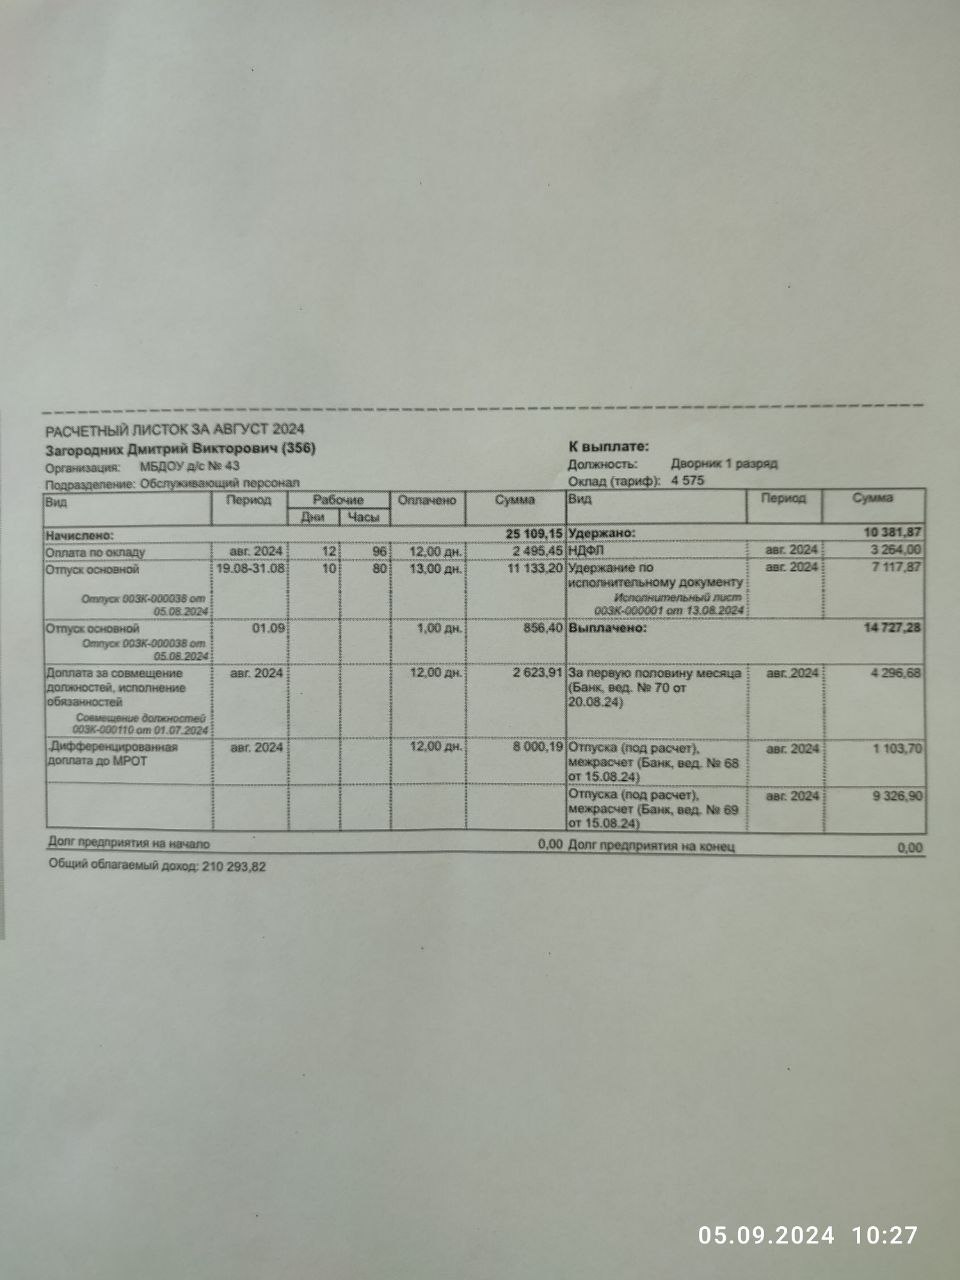 РАСЧЕТНЫЙ ЛИСТОК ЗА АВГУСТ 2024
Загородних Дмитрий Викторович (356) К выплате:
Организация: МБДОУ д/с № 43 Должность: Дворник 1 разряд
Подразделение: Обслуживающий персонал Оклад (тариф): 4 575
Вид Период Рабочие Оплачено Сумма Вид Период Сумма
Дни Часы
Начислено: 25 109,15 Удержано: 10 381,87
Оплата по окладу авг. 2024 12 96 12,00 дн. 2 495,45 НДФЛ авг. 2024 3 264,00
Отпуск основной 19.08-31.08 10 80 13,00 дн. 11 133,20 Удержание по авг. 2024 7 117,87
исполнительному документу
Отпуск 003К-000038 от Исполнительный лист
05.08.2024 003К-000001 от 13.08.2024
Отпуск основной 01.09 1,00 дн. 856,40 Выплачено: 14 727,28
Отпуск 003К-000038 от
05.08.2024
Доплата за совмещение авг. 2024 12,00 дн. 2 623,91 За первую половину месяца авг.2024 4 296,68
должностей, исполнение (Банк, вед. № 70 от
обязанностей 20.08.24)
Совмещение должностей
003К-000110 от 01.07.2024
.Дифференцированная авг. 2024 12,00 дн. 8 000,19 Отпуска (под расчет), авг. 2024 1 103,70
доплата до МРОТ межрасчет (Банк, вед. № 68
от 15.08.24)
Отпуска (под расчет), авг. 2024 9 326,90
межрасчет (Банк, вед. № 69
от 15.08.24)
Долг предприятия на начало 0,00 Долг предприятия на конец 0,00
Общий облагаемый доход: 210 293,82
05.09.2024 10:27